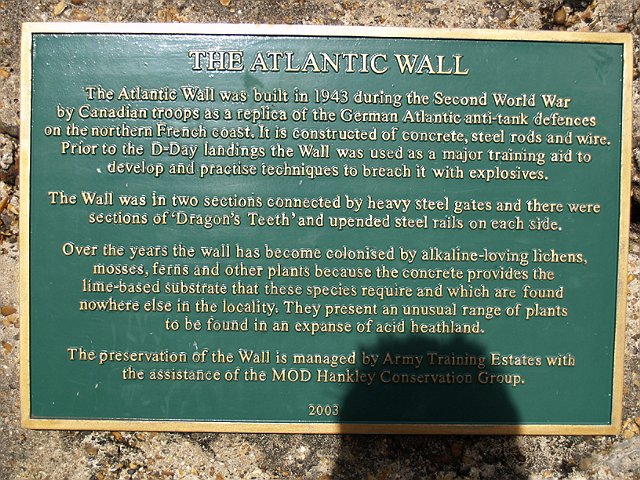 THE ATLANTIC WALL
The Atlantic Wall was built in 1943 during the Second World War
by Canadian troops as a replica of the German Atlantic anti-tank defences
on the northern French coast. It is constructed of concrete, steel rods and wire.
Prior to the D-Day landings the Wall was used as a major training aid to
develop and practise techniques to breach it with explosives.
The Wall was in two sections connected by heavy steel gates and there were
sections of 'Dragon's Teeth' and upended steel rails on each side.
Over the years the wall has become colonised by alkaline-loving lichens,
mosses, ferns and other plants because the concrete provides the
lime-based substrate that these species require and which are found
nowhere else in the locality. They present an unusual range of plants
to be found in an expanse of acid heathland.
The preservation of the Wall is managed by Army Training Estates with
the assistance of the MOD Hankley Conservation Group.
2003